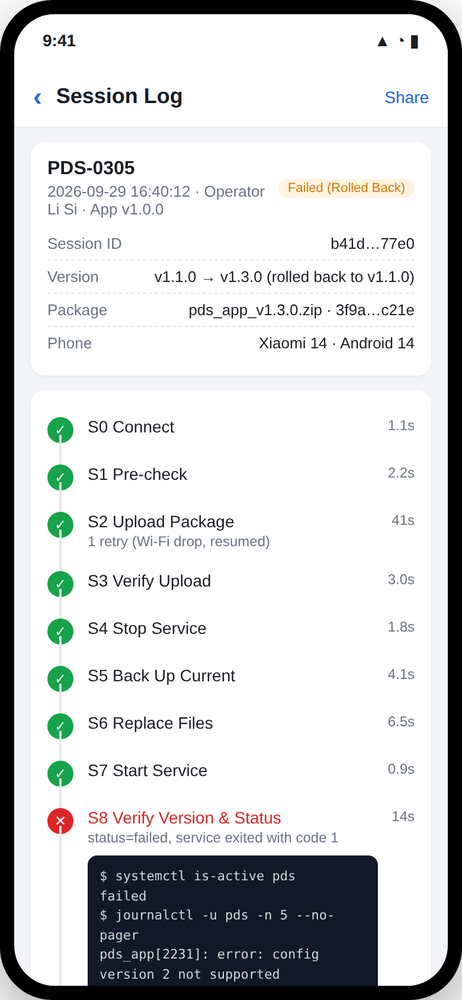 9:41
‹ Session Log Share
PDS-0305
2026-09-29 16:40:12 · Operator
Li Si · App v1.0.0
Failed (Rolled Back)
Session ID b41d…77e0
Version v1.1.0 → v1.3.0 (rolled back to v1.1.0)
Package pds_app_v1.3.0.zip · 3f9a…c21e
Phone Xiaomi 14 · Android 14
S0 Connect 1.1s
S1 Pre-check 2.2s
S2 Upload Package 41s
1 retry (Wi-Fi drop, resumed)
S3 Verify Upload 3.0s
S4 Stop Service 1.8s
S5 Back Up Current 4.1s
S6 Replace Files 6.5s
S7 Start Service 0.9s
S8 Verify Version & Status 14s
status=failed, service exited with code 1
$ systemctl is-active pds
failed
$ journalctl -u pds -n 5 --no-
pager
pds_app[2231]: error: config
version 2 not supported